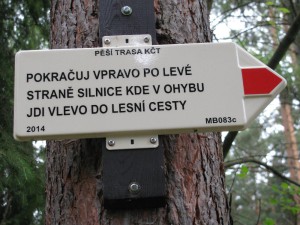 PĚŠÍ TRASA KČT
POKRAČUJ VPRAVO PO LEVÉ
STRANĚ SILNICE KDE V OHYBU
JDI VLEVO DO LESNÍ CESTY
2014 MB083c